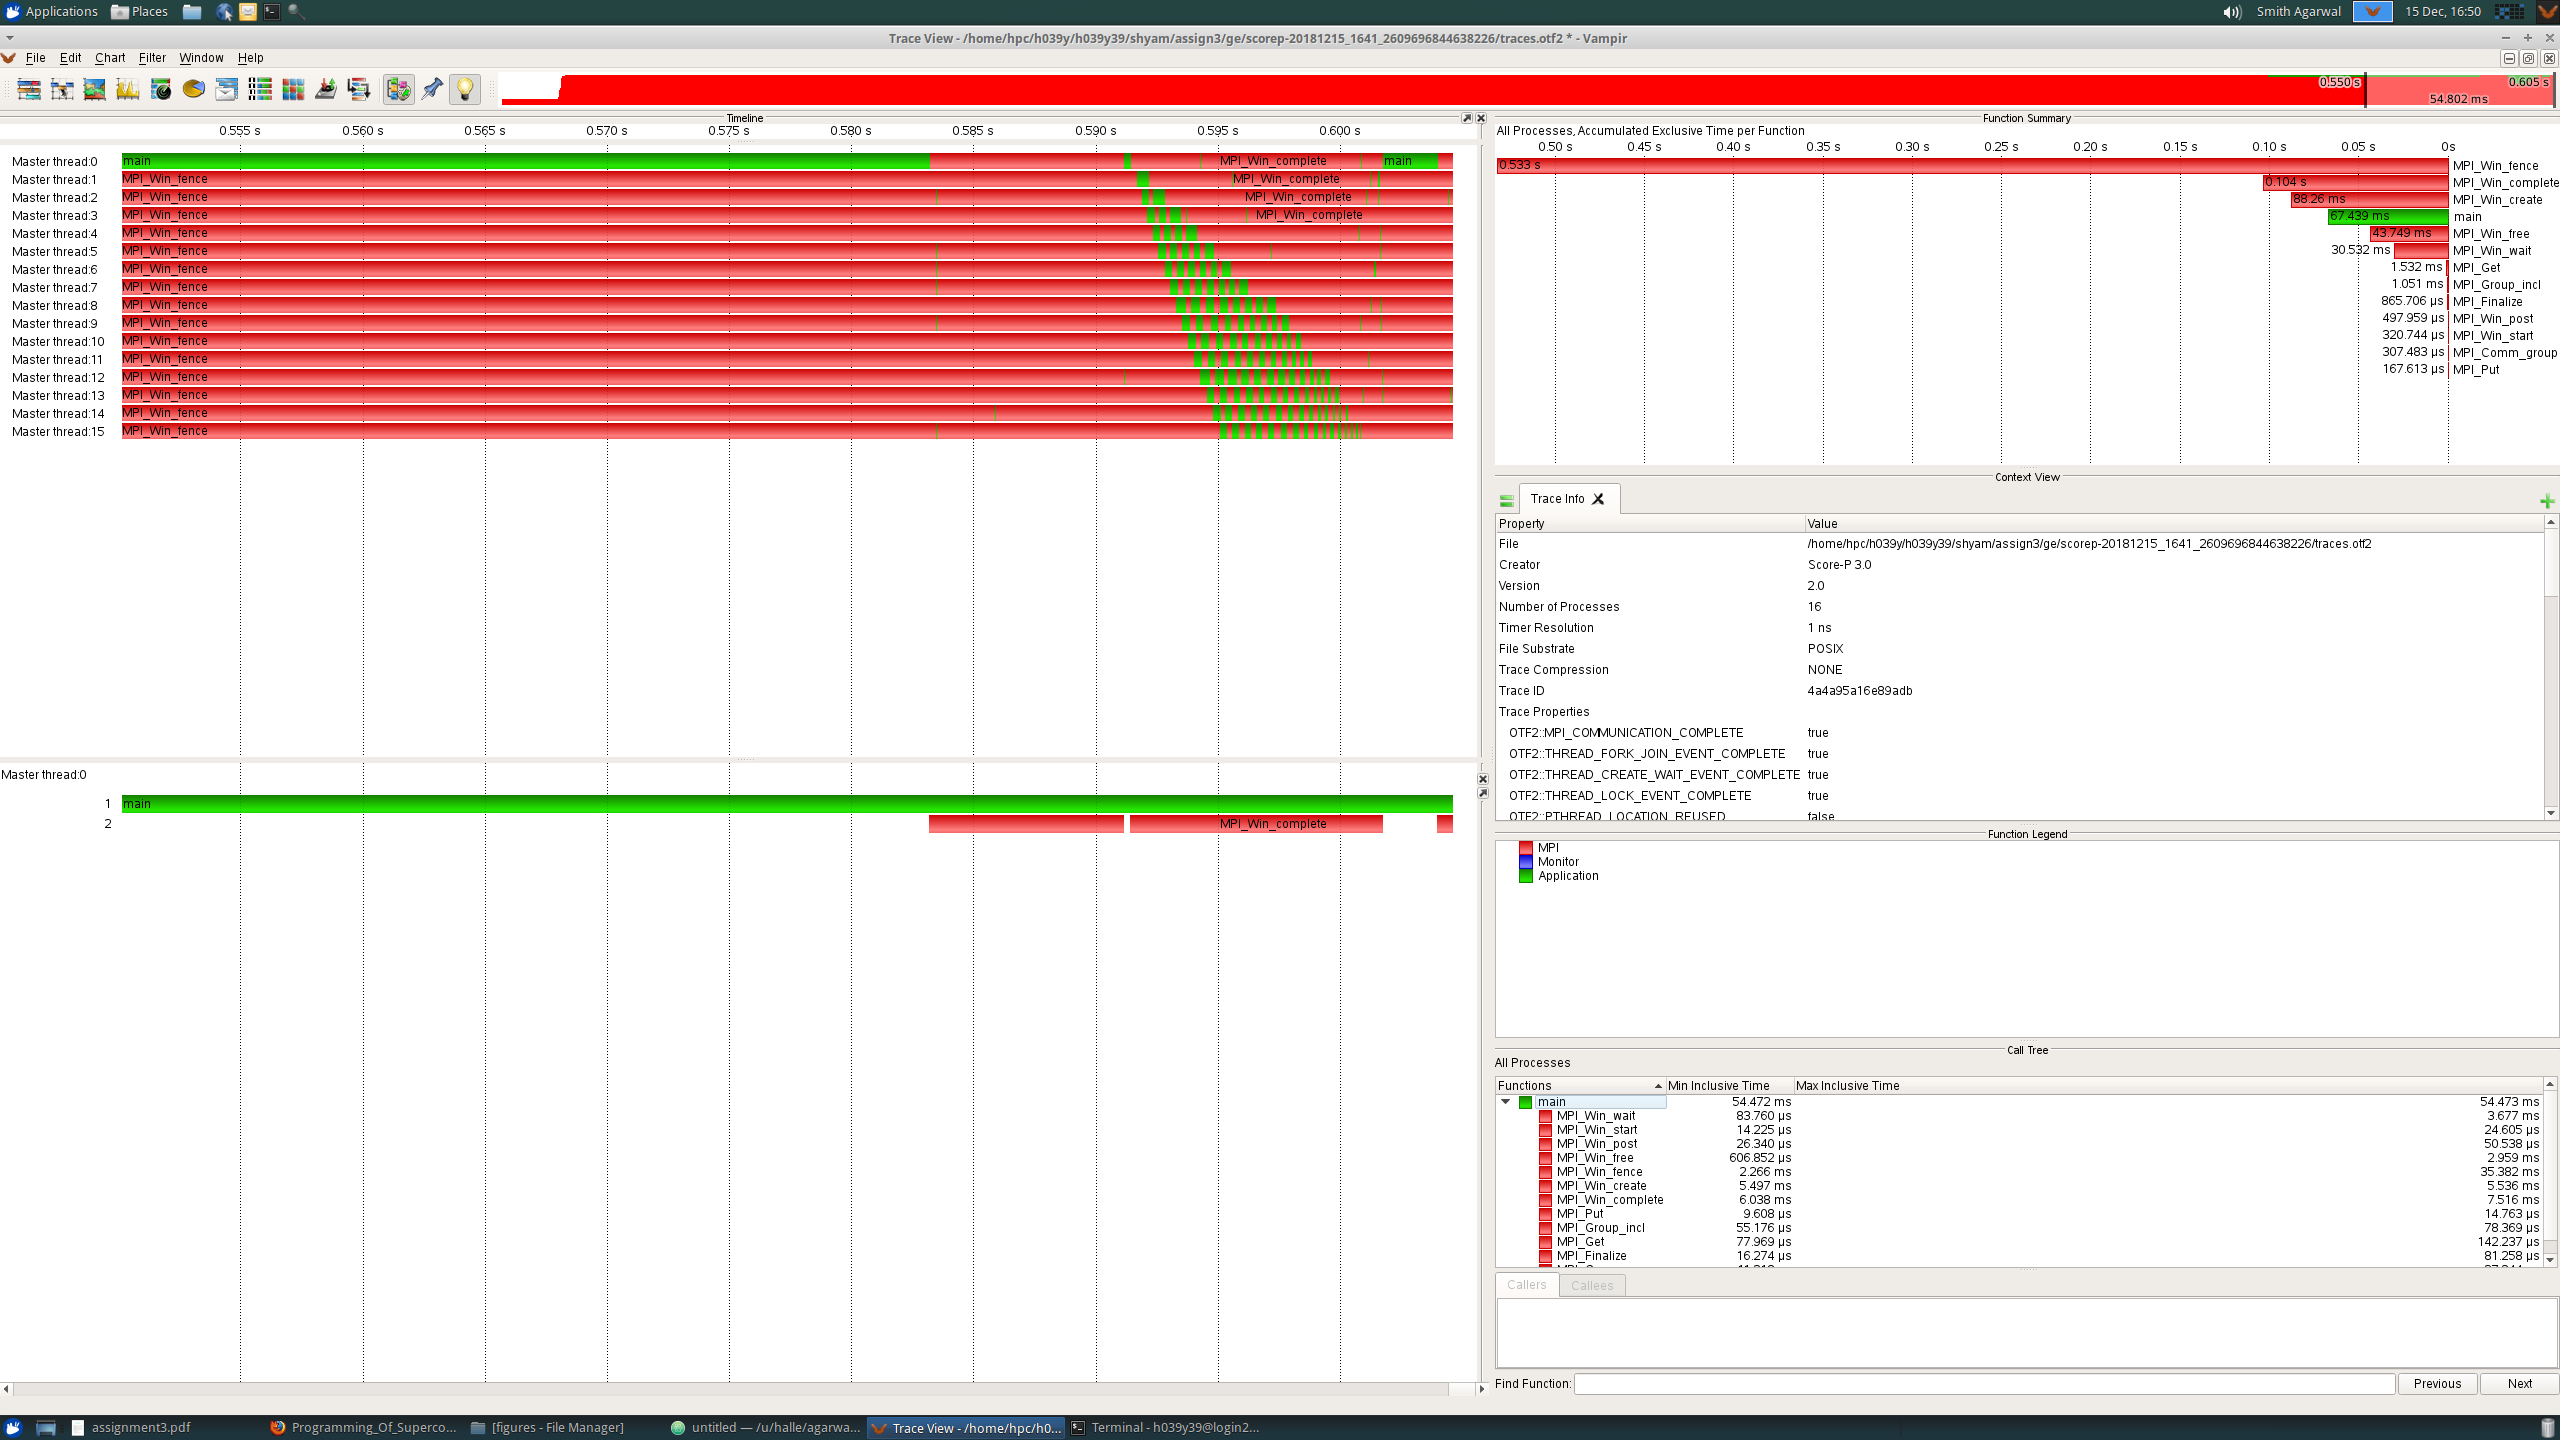 Applications Places Smith Agarwal 15 Dec, 16:50
Trace View - /home/hpc/h039y/h039y39/shyam/assign3/ge/scorep-20181215_1641_2609696844638226/traces.otf2 * - Vampir
File Edit Chart Filter Window Help
0.550 s 0.605 s
54.802 ms
Timeline
0.555 s 0.560 s 0.565 s 0.570 s 0.575 s 0.580 s 0.585 s 0.590 s 0.595 s 0.600 s
Master thread:0 main MPI_Win_complete main
Master thread:1 MPI_Win_fence MPI_Win_complete
Master thread:2 MPI_Win_fence MPI_Win_complete
Master thread:3 MPI_Win_fence MPI_Win_complete
Master thread:4 MPI_Win_fence
Master thread:5 MPI_Win_fence
Master thread:6 MPI_Win_fence
Master thread:7 MPI_Win_fence
Master thread:8 MPI_Win_fence
Master thread:9 MPI_Win_fence
Master thread:10 MPI_Win_fence
Master thread:11 MPI_Win_fence
Master thread:12 MPI_Win_fence
Master thread:13 MPI_Win_fence
Master thread:14 MPI_Win_fence
Master thread:15 MPI_Win_fence
Master thread:0
1 main
2 MPI_Win_complete
Function Summary
All Processes, Accumulated Exclusive Time per Function
0.50 s 0.45 s 0.40 s 0.35 s 0.30 s 0.25 s 0.20 s 0.15 s 0.10 s 0.05 s 0s
0.533 s MPI_Win_fence
0.104 s MPI_Win_complete
88.26 ms MPI_Win_create
67.439 ms main
43.749 ms MPI_Win_free
30.532 ms MPI_Win_wait
1.532 ms MPI_Get
1.051 ms MPI_Group_incl
865.706 µs MPI_Finalize
497.959 µs MPI_Win_post
320.744 µs MPI_Win_start
307.483 µs MPI_Comm_group
167.613 µs MPI_Put
Context View
Trace Info
Property Value
File /home/hpc/h039y/h039y39/shyam/assign3/ge/scorep-20181215_1641_2609696844638226/traces.otf2
Creator Score-P 3.0
Version 2.0
Number of Processes 16
Timer Resolution 1 ns
File Substrate POSIX
Trace Compression NONE
Trace ID 4a4a95a16e89adb
Trace Properties
OTF2::MPI_COMMUNICATION_COMPLETE true
OTF2::THREAD_FORK_JOIN_EVENT_COMPLETE true
OTF2::THREAD_CREATE_WAIT_EVENT_COMPLETE true
OTF2::THREAD_LOCK_EVENT_COMPLETE true
OTF2::PTHREAD_LOCATION_REUSED false
Function Legend
MPI
Monitor
Application
Call Tree
All Processes
Functions Min Inclusive Time Max Inclusive Time
main 54.472 ms 54.473 ms
MPI_Win_wait 83.760 µs 3.677 ms
MPI_Win_start 14.225 µs 24.605 µs
MPI_Win_post 26.340 µs 50.538 µs
MPI_Win_free 606.852 µs 2.959 ms
MPI_Win_fence 2.266 ms 35.382 ms
MPI_Win_create 5.497 ms 5.536 ms
MPI_Win_complete 6.038 ms 7.516 ms
MPI_Put 9.608 µs 14.763 µs
MPI_Group_incl 55.176 µs 78.369 µs
MPI_Get 77.969 µs 142.237 µs
MPI_Finalize 16.274 µs 81.258 µs
Callers Callees
Find Function: Previous Next
assignment3.pdf Programming_Of_Superco... [figures - File Manager] untitled — /u/halle/agarwa... Trace View - /home/hpc/h0... Terminal - h039y39@login2...